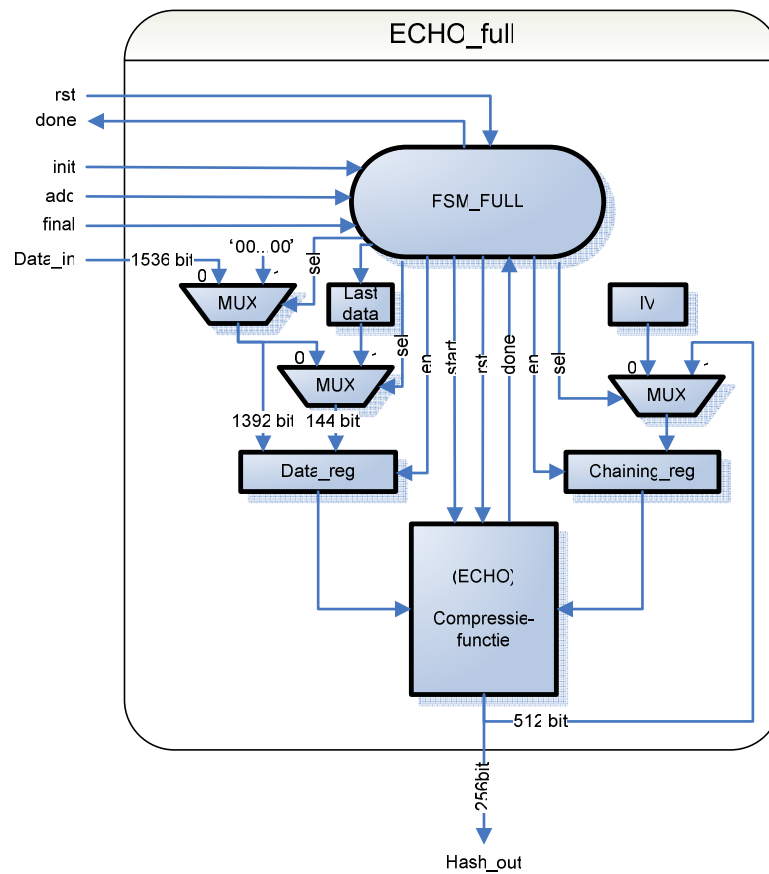 ECHO_full
rst
done
init
add
final
Data_in
1536 bit
'00..00'
FSM_FULL
sel
0
MUX
Last
data
sel
en
start
rst
done
en
sel
IV
0
MUX
0
MUX
1392 bit
144 bit
Data_reg
Chaining_reg
(ECHO)
Compressie-
functie
512 bit
256bit
Hash_out